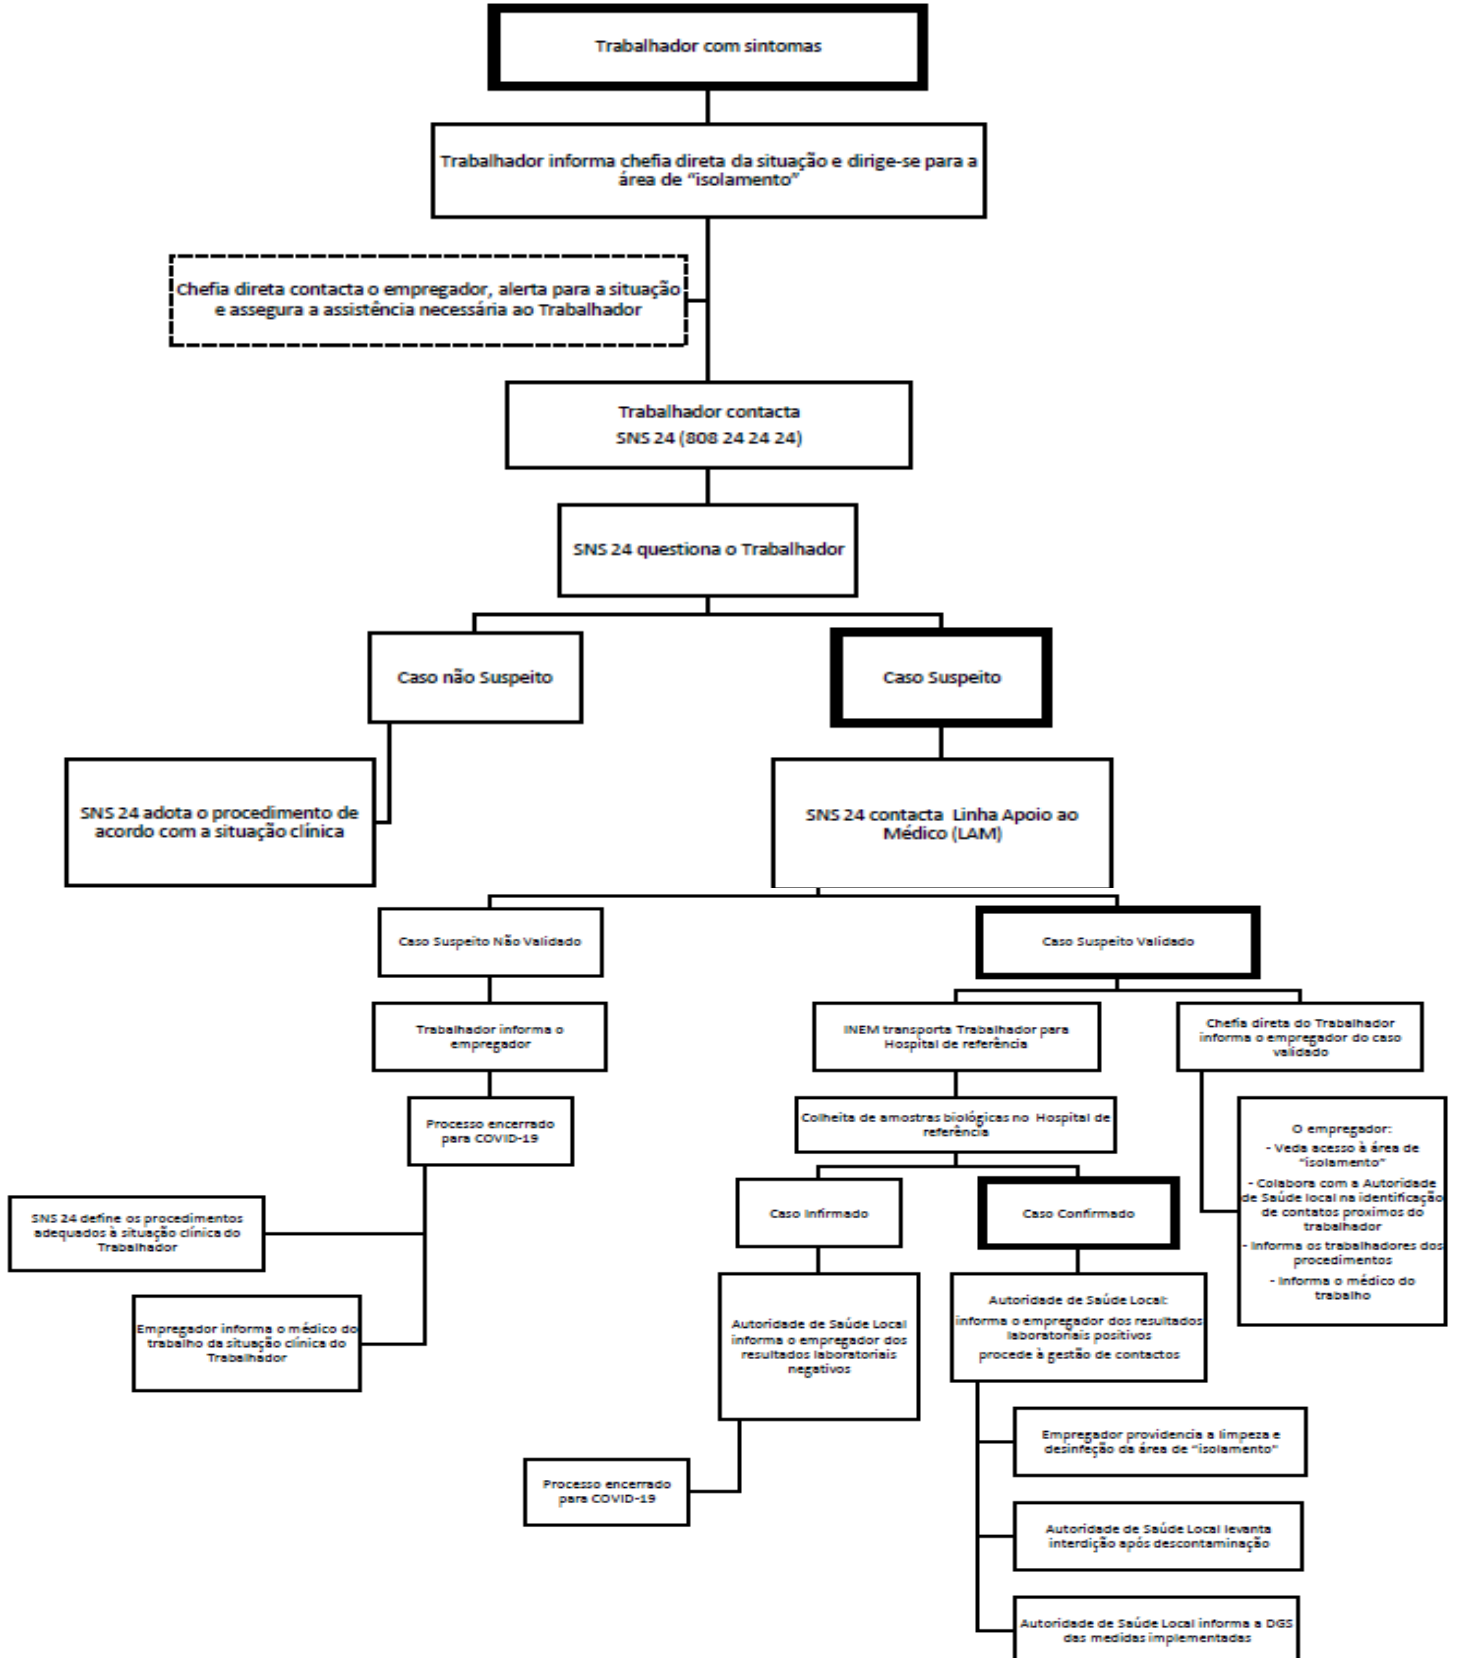 Trabalhador com sintomas
Trabalhador informa chefia direta da situação e dirige-se para a
área de “isolamento”
Chefia direta contacta o empregador, alerta para a situação
e assegura a assistência necessária ao Trabalhador
Trabalhador contacta
SNS 24 (808 24 24 24)
SNS 24 questiona o Trabalhador
Caso não Suspeito
Caso Suspeito
SNS 24 adota o procedimento de
acordo com a situação clínica
SNS 24 contacta Linha Apoio ao
Médico (LAM)
Caso Suspeito Não Validado
Caso Suspeito Validado
Trabalhador informa o
empregador
INEM transporta Trabalhador para
Hospital de referência
Chefia direta do Trabalhador
informa o empregador do caso
validado
Processo encerrado
para COVID-19
Colheita de amostras biológicas no Hospital de
referência
O empregador:
- Veda acesso à área de
“isolamento”
- Colabora com a Autoridade
de Saúde local na identificação
de contatos proximos do
trabalhador
- Informa os trabalhadores dos
procedimentos
- Informa o médico do
trabalho
SNS 24 define os procedimentos
adequados à situação clínica do
Trabalhador
Caso Infirmado
Caso Confirmado
Empregador informa o médico do
trabalho da situação clínica do
Trabalhador
Autoridade de Saúde Local
informa o empregador dos
resultados laboratoriais
negativos
Autoridade de Saúde Local:
informa o empregador dos resultados
laboratoriais positivos
procede à gestão de contactos
Processo encerrado
para COVID-19
Empregador providencia a limpeza e
desinfeção da área de “isolamento”
Autoridade de Saúde Local levanta
interdição após descontaminação
Autoridade de Saúde Local informa a DGS
das medidas implementadas